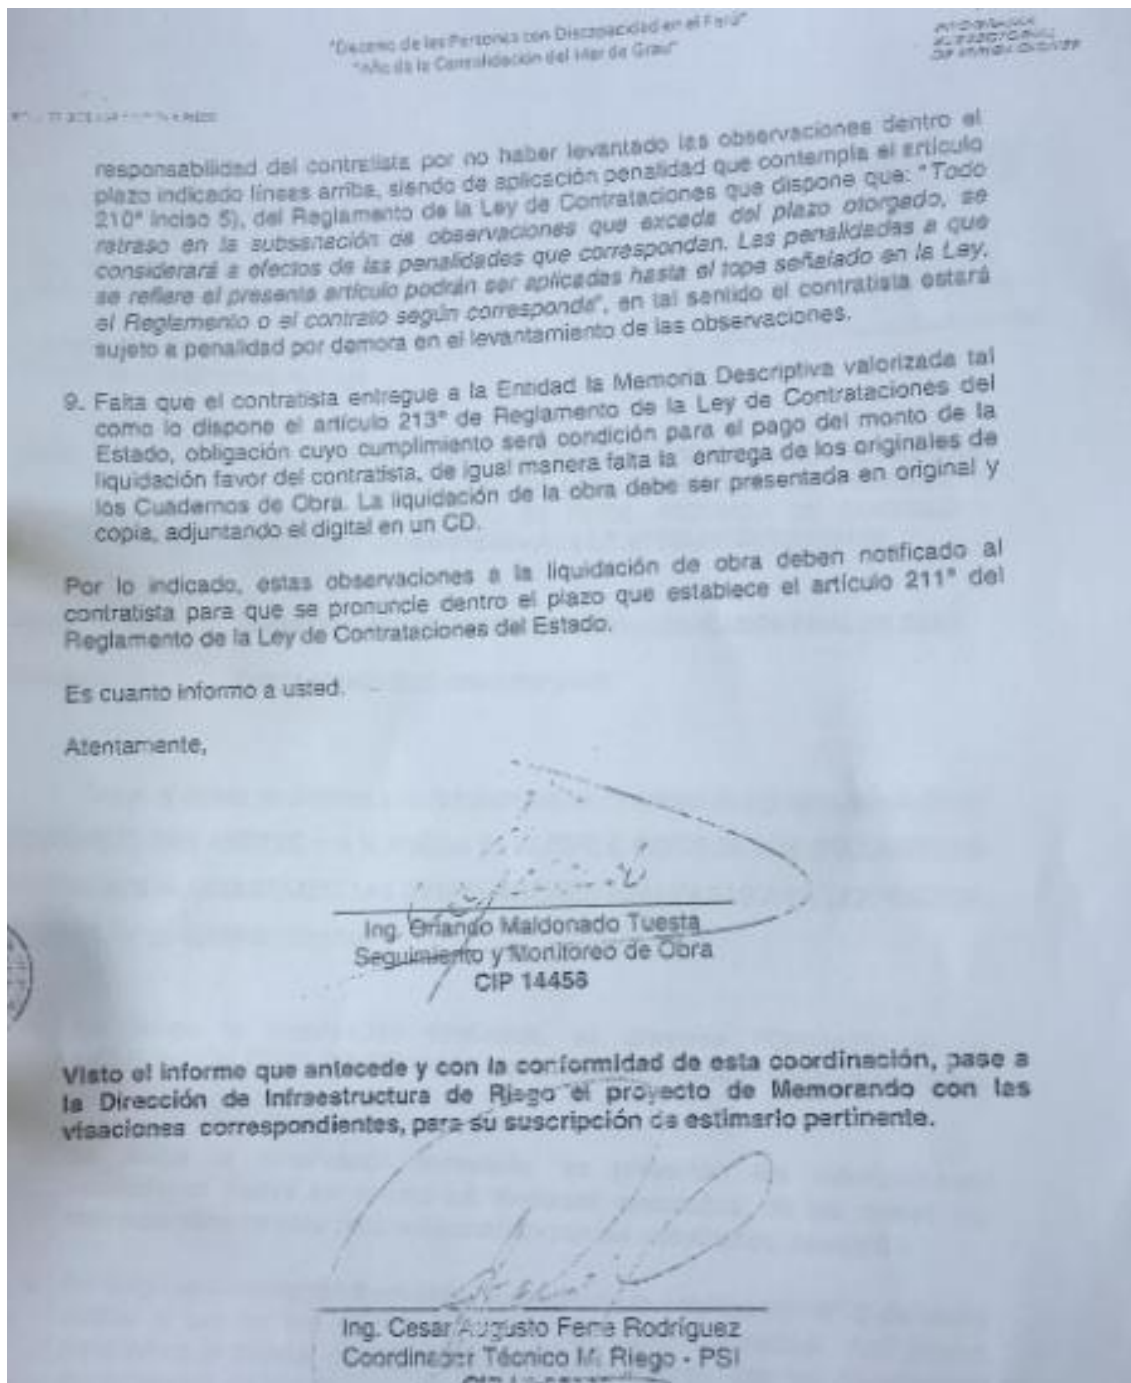 "Decenio de las Personas con Discapacidad en el Perú"
"Año de la Consolidación del Mar de Grau"
responsabilidad del contratista por no haber levantado las observaciones dentro el
plazo indicado líneas arriba, siendo de aplicación penalidad que contempla el artículo
210° inciso 5), del Reglamento de la Ley de Contrataciones que dispone que: "Todo
retraso en la subsanación de observaciones que exceda del plazo otorgado, se
considerará a efectos de las penalidades que correspondan. Las penalidades a que
se refiere el presente artículo podrán ser aplicadas hasta el tope señalado en la Ley,
el Reglamento o el contrato según corresponda", en tal sentido el contratista estará
sujeto a penalidad por demora en el levantamiento de las observaciones.
9. Falta que el contratista entregue a la Entidad la Memoria Descriptiva valorizada tal
como lo dispone el artículo 213° de Reglamento de la Ley de Contrataciones del
Estado, obligación cuyo cumplimiento será condición para el pago del monto de la
liquidación favor del contratista, de igual manera falta la entrega de los originales de
los Cuadernos de Obra. La liquidación de la obra debe ser presentada en original y
copia, adjuntando el digital en un CD.
Por lo indicado, estas observaciones a la liquidación de obra deben notificado al
contratista para que se pronuncie dentro el plazo que establece el artículo 211° del
Reglamento de la Ley de Contrataciones del Estado.
Es cuanto informo a usted.
Atentamente,
Ing. Orlando Maldonado Tuesta
Seguimiento y Monitoreo de Obra
CIP 14458
Visto el informe que antecede y con la conformidad de esta coordinación, pase a
la Dirección de Infraestructura de Riego el proyecto de Memorando con las
visaciones correspondientes, para su suscripción de estimarlo pertinente.
Ing. Cesar Augusto Rodríguez
Coordinador Técnico Riego - PSI